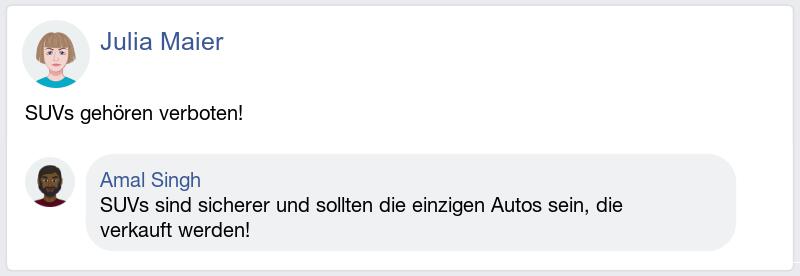 Julia Maier
SUVs gehören verboten!
Amal Singh
SUVs sind sicherer und sollten die einzigen Autos sein, die
verkauft werden!